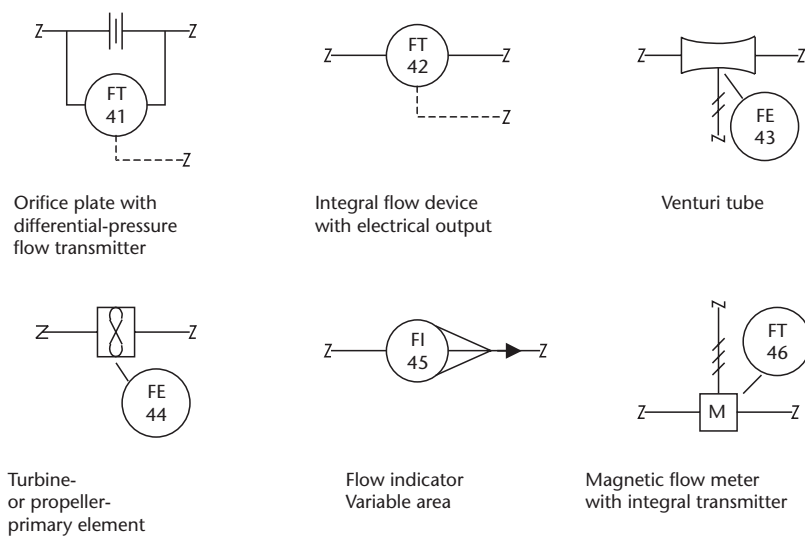 FT
41
Orifice plate with
differential-pressure
flow transmitter
FT
42
Integral flow device
with electrical output
FE
43
Venturi tube
FE
44
Turbine-
or propeller-
primary element
FI
45
Flow indicator
Variable area
FT
46
M
Magnetic flow meter
with integral transmitter